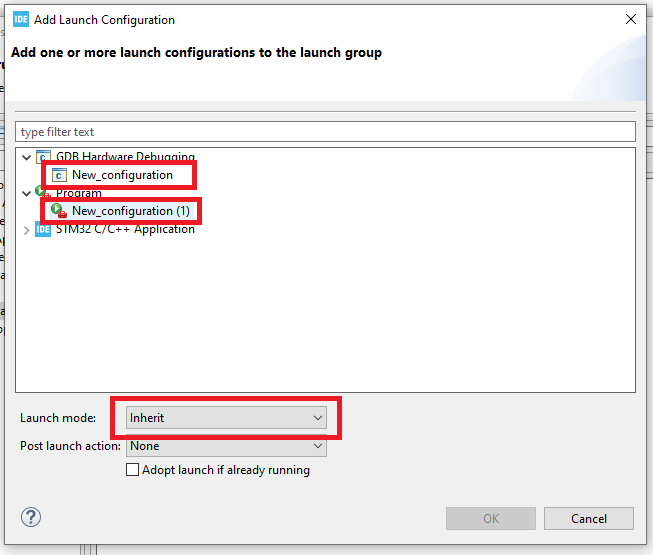 IDE Add Launch Configuration
Add one or more launch configurations to the launch group
type filter text
GDB Hardware Debugging
New_configuration
Program
New_configuration (1)
IDE STM32 C/C++ Application
Launch mode: Inherit
Post launch action: None
Adopt launch if already running
OK Cancel